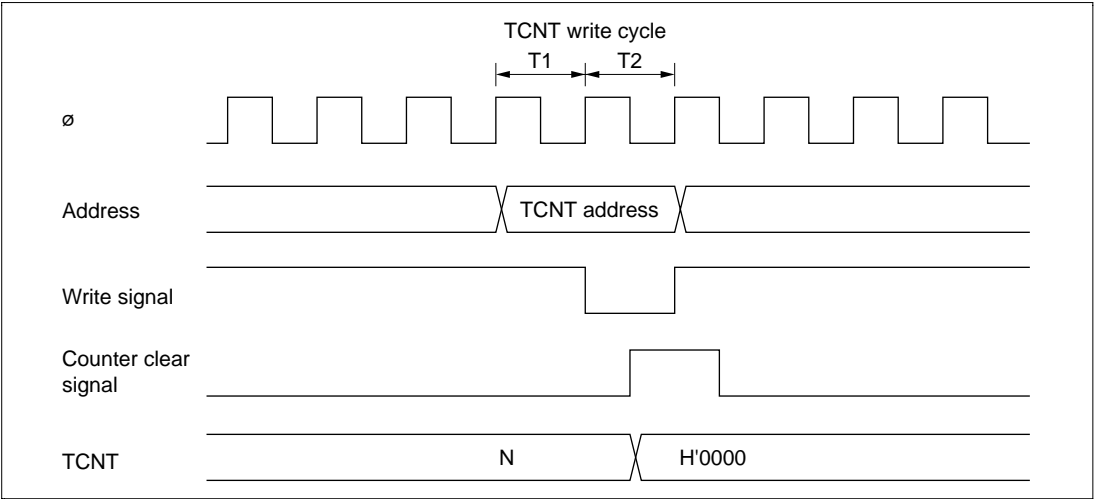 TCNT write cycle
T1 T2
ø
Address TCNT address
Write signal
Counter clear
signal
TCNT N H'0000